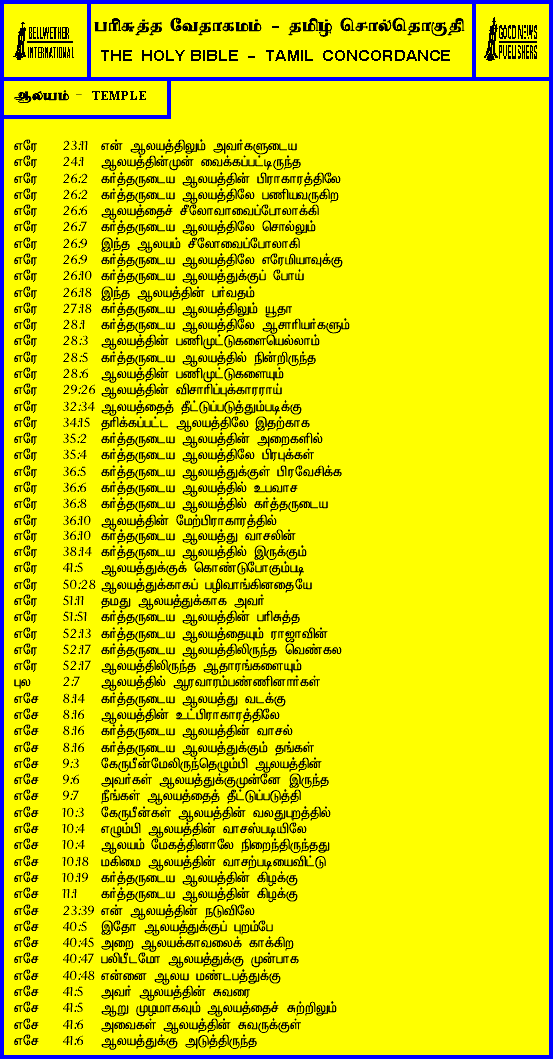 BELLWETHER
INTERNATIONAL
பரிசுத்த வேதாகமம் - தமிழ் சொல்தொகுதி
THE HOLY BIBLE - TAMIL CONCORDANCE
GOOD NEWS
PUBLISHERS
ஆலயம் - TEMPLE
எரே 23:11 என் ஆலயத்திலும் அவர்களுடைய
எரே 24:1 ஆலயத்தின்முன் வைக்கப்பட்டிருந்த
எரே 26:2 கர்த்தருடைய ஆலயத்தின் பிராகாரத்திலே
எரே 26:2 கர்த்தருடைய ஆலயத்திலே பணியவருகிற
எரே 26:6 ஆலயத்தைச் சீலோவாவைப்போலாக்கி
எரே 26:7 கர்த்தருடைய ஆலயத்திலே சொல்லும்
எரே 26:9 இந்த ஆலயம் சீலோவைப்போலாகி
எரே 26:9 கர்த்தருடைய ஆலயத்திலே எரேமியாவுக்கு
எரே 26:10 கர்த்தருடைய ஆலயத்துக்குப் போய்
எரே 26:18 இந்த ஆலயத்தின் பர்வதம்
எரே 27:18 கர்த்தருடைய ஆலயத்திலும் யூதா
எரே 28:1 கர்த்தருடைய ஆலயத்திலே ஆசாரியர்களும்
எரே 28:3 ஆலயத்தின் பணிமுட்டுகளையெல்லாம்
எரே 28:5 கர்த்தருடைய ஆலயத்தில் நின்றிருந்த
எரே 28:6 ஆலயத்தின் பணிமுட்டுகளையும்
எரே 29:26 ஆலயத்தின் விசாரிப்புக்காரராய்
எரே 32:34 ஆலயத்தைத் தீட்டுப்படுத்தும்படிக்கு
எரே 34:15 தரிக்கப்பட்ட ஆலயத்திலே இதற்காக
எரே 35:2 கர்த்தருடைய ஆலயத்தின் அறைகளில்
எரே 35:4 கர்த்தருடைய ஆலயத்திலே பிரபுக்கள்
எரே 36:5 கர்த்தருடைய ஆலயத்துக்குள் பிரவேசிக்க
எரே 36:6 கர்த்தருடைய ஆலயத்தில் உபவாச
எரே 36:8 கர்த்தருடைய ஆலயத்தில் கர்த்தருடைய
எரே 36:10 ஆலயத்தின் மேற்பிராகாரத்தில்
எரே 36:10 கர்த்தருடைய ஆலயத்து வாசலின்
எரே 38:14 கர்த்தருடைய ஆலயத்தில் இருக்கும்
எரே 41:5 ஆலயத்துக்குக் கொண்டுபோகும்படி
எரே 50:28 ஆலயத்துக்காகப் பழிவாங்கினதையே
எரே 51:11 தமது ஆலயத்துக்காக அவர்
எரே 51:51 கர்த்தருடைய ஆலயத்தின் பரிசுத்த
எரே 52:13 கர்த்தருடைய ஆலயத்தையும் ராஜாவின்
எரே 52:17 கர்த்தருடைய ஆலயத்திலிருந்த வெண்கல
எரே 52:17 ஆலயத்திலிருந்த ஆதாரங்களையும்
புல 2:7 ஆலயத்தில் ஆரவாரம்பண்ணினார்கள்
எசே 8:14 கர்த்தருடைய ஆலயத்து வடக்கு
எசே 8:16 ஆலயத்தின் உட்பிராகாரத்திலே
எசே 8:16 கர்த்தருடைய ஆலயத்தின் வாசல்
எசே 8:16 கர்த்தருடைய ஆலயத்துக்கும் தங்கள்
எசே 9:3 கேருபீன்மேலிருந்தெழும்பி ஆலயத்தின்
எசே 9:6 அவர்கள் ஆலயத்துக்குமுன்னே இருந்த
எசே 9:7 நீங்கள் ஆலயத்தைத் தீட்டுப்படுத்தி
எசே 10:3 கேருபீன்கள் ஆலயத்தின் வலதுபுறத்தில்
எசே 10:4 எழும்பி ஆலயத்தின் வாசஸ்படியிலே
எசே 10:4 ஆலயம் மேகத்தினாலே நிறைந்திருந்தது
எசே 10:18 மகிமை ஆலயத்தின் வாசற்படியைவிட்டு
எசே 10:19 கர்த்தருடைய ஆலயத்தின் கிழக்கு
எசே 11:1 கர்த்தருடைய ஆலயத்தின் கிழக்கு
எசே 23:39 என் ஆலயத்தின் நடுவிலே
எசே 40:5 இதோ ஆலயத்துக்குப் புறம்பே
எசே 40:45 அறை ஆலயக்காவலைக் காக்கிற
எசே 40:47 பலிபீடமோ ஆலயத்துக்கு முன்பாக
எசே 40:48 என்னை ஆலய மண்டபத்துக்கு
எசே 41:5 அவர் ஆலயத்தின் சுவரை
எசே 41:5 ஆறு முழமாகவும் ஆலயத்தைச் சுற்றிலும்
எசே 41:6 அவைகள் ஆலயத்தின் சுவருக்குள்
எசே 41:6 ஆலயத்துக்கு அடுத்திருந்த